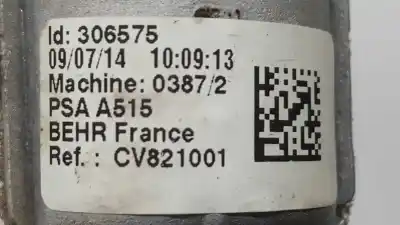 Id: 306575
09/07/14 10:09:13
Machine: 0387/2
PSA A515
BEHR France
Ref. : CV821001